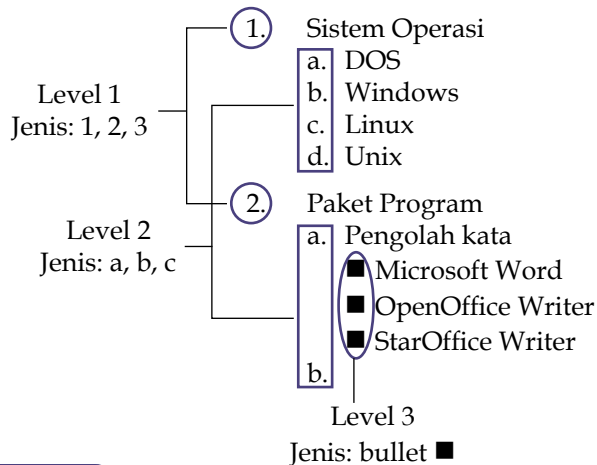 1. Sistem Operasi
a. DOS
b. Windows
c. Linux
d. Unix
Level 1
Jenis: 1, 2, 3
2. Paket Program
a. Pengolah kata
■ Microsoft Word
■ OpenOffice Writer
■ StarOffice Writer
b.
Level 2
Jenis: a, b, c
Level 3
Jenis: bullet ■